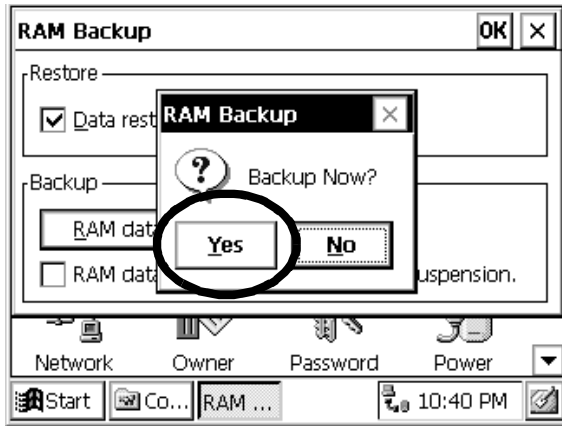 RAM Backup OK
Restore
Data rest
RAM Backup
Backup Now?
Yes No
Backup
RAM dat
RAM data uspension.
Network Owner Password Power
Start Co... RAM ... 10:40 PM